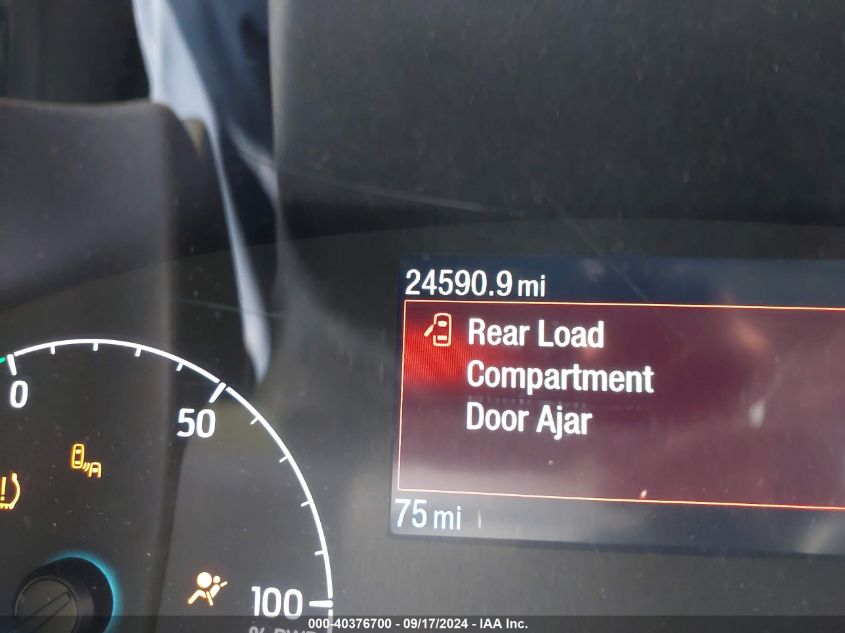 24590.9 mi
Rear Load
Compartment
Door Ajar
75 mi
0
50
100
000-40376700 - 09/17/2024 - IAA Inc.